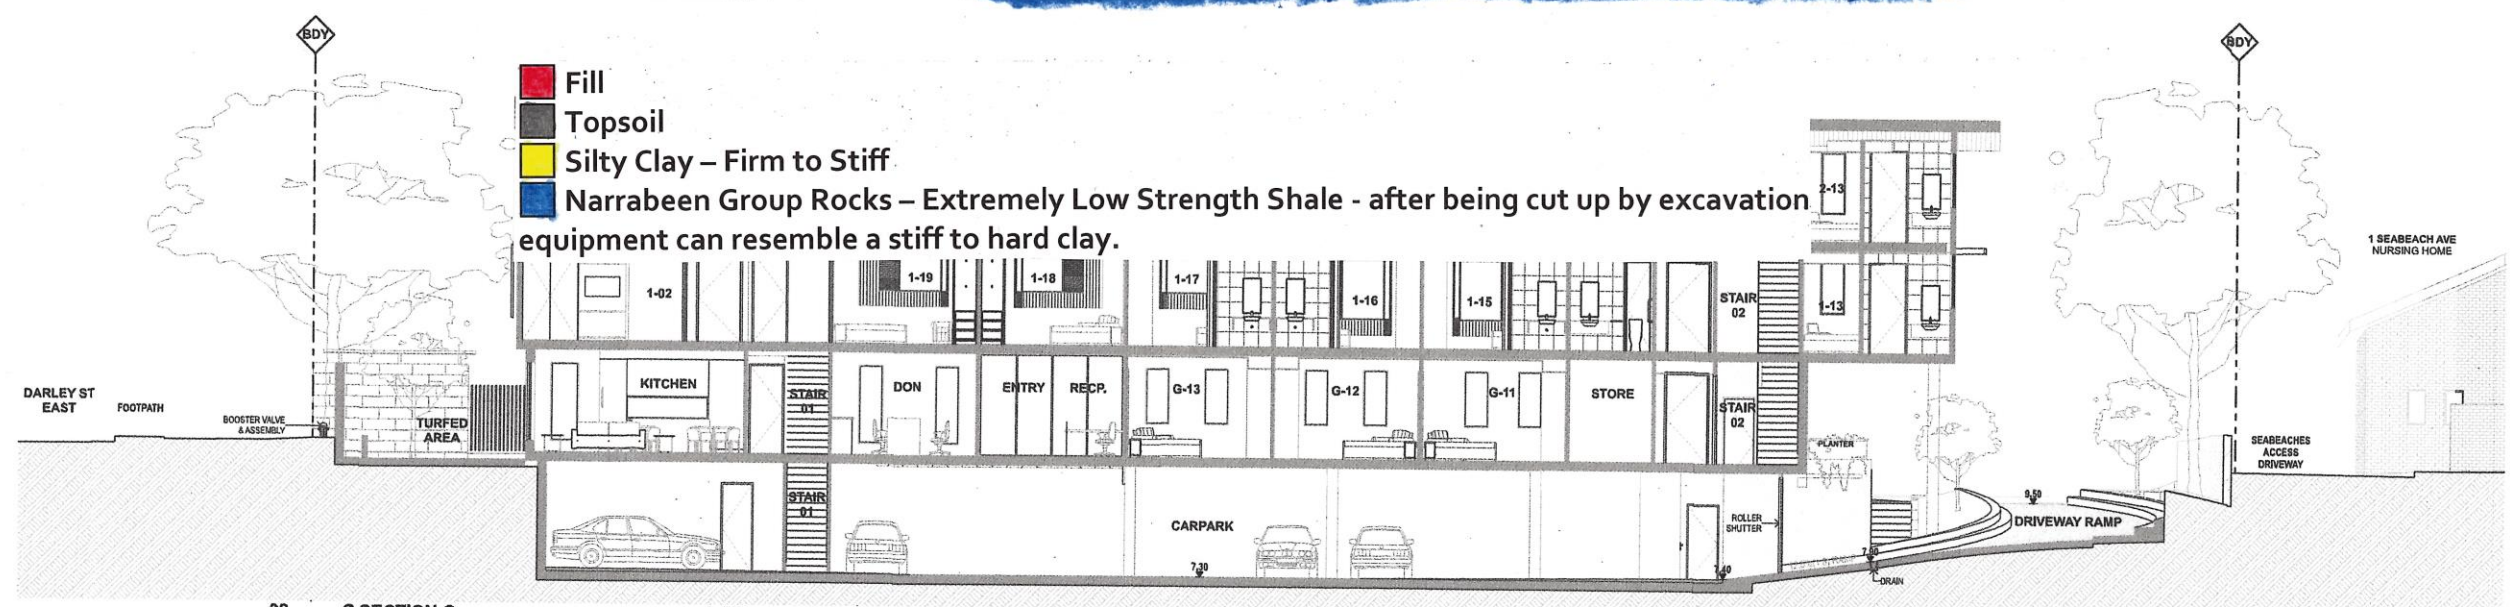 BDY
BDY
Fill
Topsoil
Silty Clay – Firm to Stiff
Narrabeen Group Rocks – Extremely Low Strength Shale - after being cut up by excavation
equipment can resemble a stiff to hard clay.
2-13
1 SEABEACH AVE
NURSING HOME
1-02
1-19
1-18
1-17
1-16
1-15
STAIR
02
1-13
DARLEY ST
EAST
FOOTPATH
BOOSTER VALVE
& ASSEMBLY
TURFED
AREA
KITCHEN
STAIR
01
DON
ENTRY
RECP.
G-13
G-12
G-11
STORE
STAIR
02
PLANTER
SEABEACHES
ACCESS
DRIVEWAY
STAIR
01
CARPARK
ROLLER
SHUTTER
9.50
DRIVEWAY RAMP
7.30
7.90
DRAIN